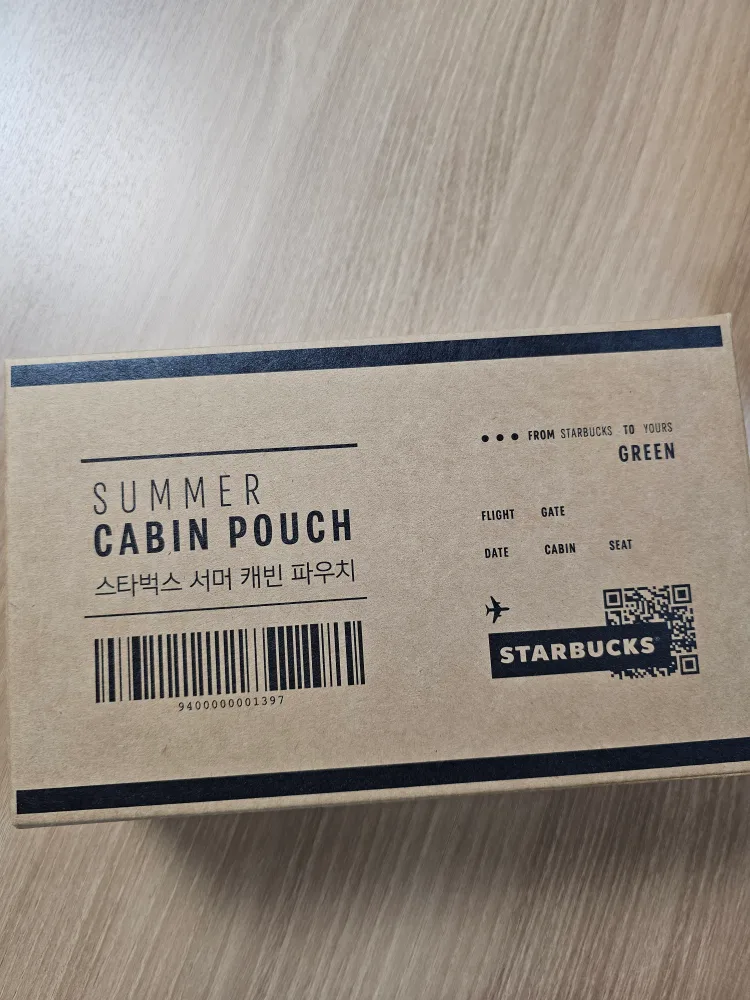 SUMMER
CABIN POUCH
스타벅스 서머 캐빈 파우치
9400000001397
••• FROM STARBUCKS TO YOURS
GREEN
FLIGHT GATE
DATE CABIN SEAT
STARBUCKS